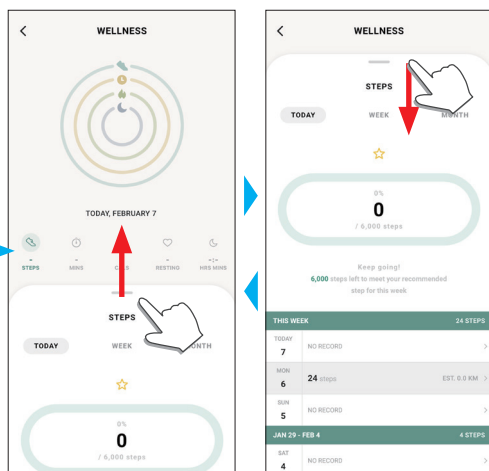 WELLNESS
TODAY, FEBRUARY 7
- - - - -:-
STEPS MINS RESTING HRS MINS
STEPS
TODAY WEEK MONTH
0%
0
/ 6,000 steps
WELLNESS
STEPS
TODAY WEEK MONTH
0%
0
/ 6,000 steps
Keep going!
6,000 steps left to meet your recommended
step for this week
THIS WEEK 24 STEPS
TODAY
7 NO RECORD
MON
6 24 steps EST. 0.0 KM
SUN
5 NO RECORD
JAN 29 - FEB 4 4 STEPS
SAT
4 NO RECORD